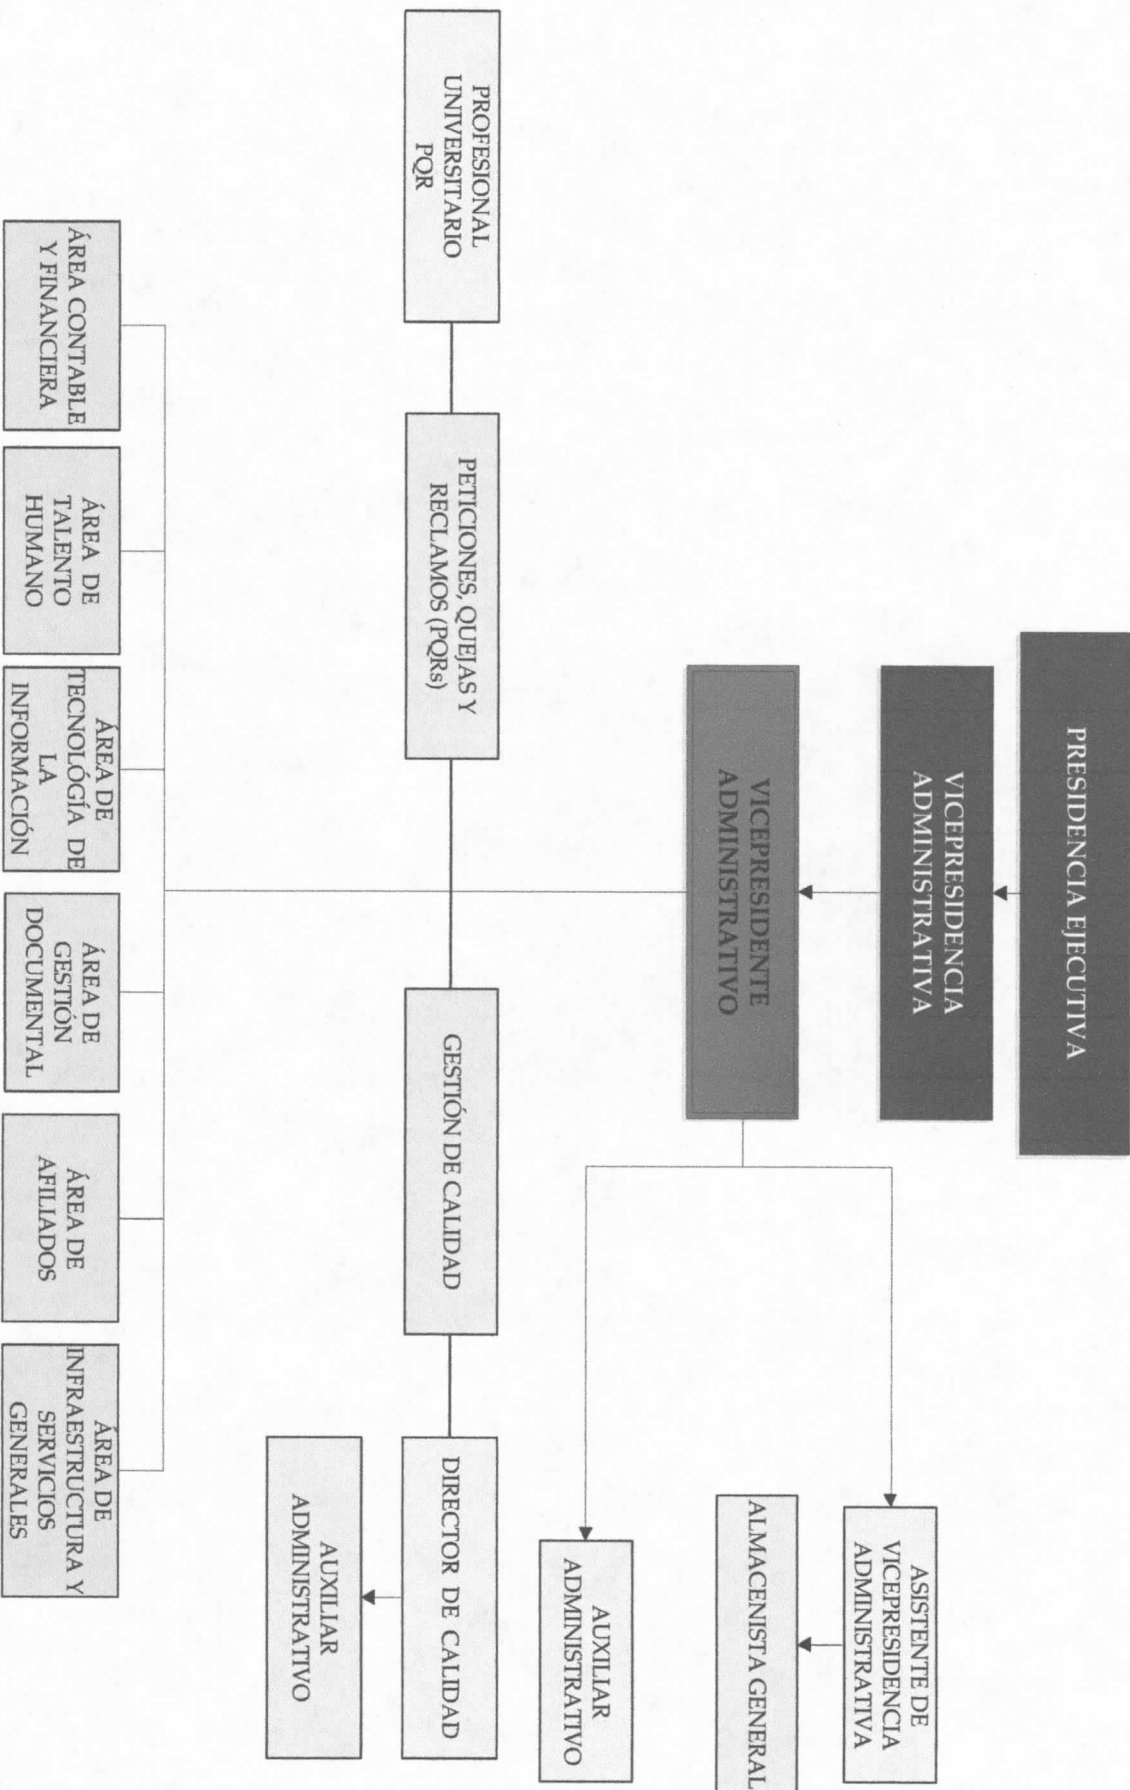 PRESIDENCIA EJECUTIVA
VICEPRESIDENCIA
ADMINISTRATIVA
VICEPRESIDENTE
ADMINISTRATIVO
ASISTENTE DE
VICEPRESIDENCIA
ADMINISTRATIVA
ALMACENISTA GENERAL
AUXILIAR
ADMINISTRATIVO
PROFESIONAL
UNIVERSITARIO
PQR
PETICIONES, QUEJAS Y
RECLAMOS (PQRs)
GESTIÓN DE CALIDAD
DIRECTOR DE CALIDAD
AUXILIAR
ADMINISTRATIVO
ÁREA CONTABLE
Y FINANCIERA
ÁREA DE
TALENTO
HUMANO
ÁREA DE
TECNOLÓGÍA DE
LA
INFORMACIÓN
ÁREA DE
GESTIÓN
DOCUMENTAL
ÁREA DE
AFILIADOS
ÁREA DE
INFRAESTRUCTURA Y
SERVICIOS
GENERALES